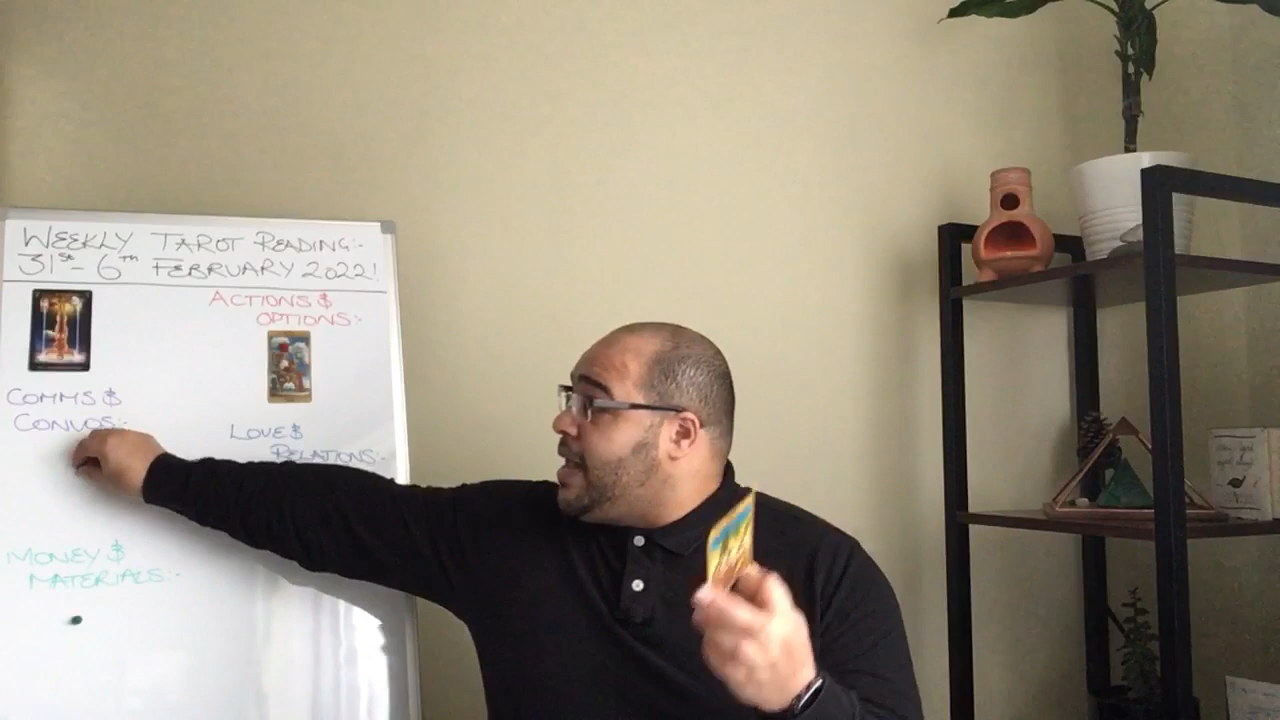 WEEKLY TAROT READING:-
31ST - 6TH FEBRUARY 2022!
ACTIONS &
OPTIONS:-
COMMS &
CONVOS:-
LOVE &
RELATIONS:-
MONEY &
MATERIALS:-